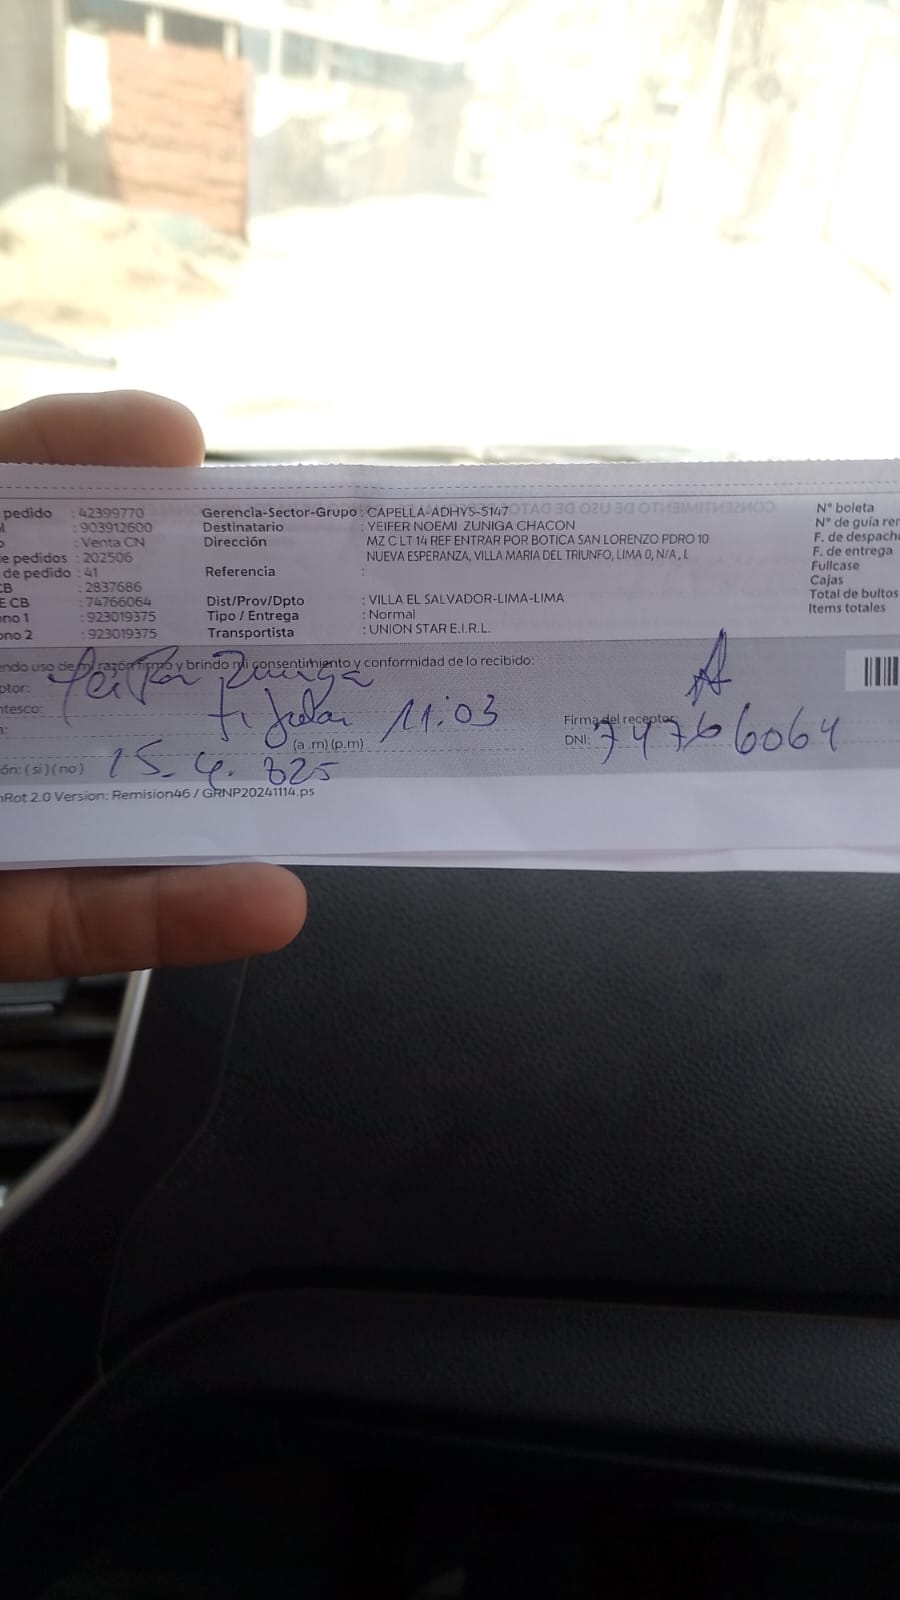 pedido : 42399770
: 903912600
: Venta CN
e pedidos : 202506
de pedido : 41
CB : 2837686
E CB : 74766064
ono 1 : 923019375
ono 2 : 923019375
Gerencia-Sector-Grupo : CAPELLA-ADHYS-5147
Destinatario : YEIFER NOEMI ZUNIGA CHACON
Dirección MZ C LT 14 REF ENTRAR POR BOTICA SAN LORENZO PDRO 10
NUEVA ESPERANZA, VILLA MARIA DEL TRIUNFO, LIMA 0, N/A, L
Referencia :
Dist/Prov/Dpto : VILLA EL SALVADOR-LIMA-LIMA
Tipo / Entrega : Normal
Transportista : UNION STAR E.I.R.L.
N° boleta
N° de guía rer
F. de despach
F. de entrega
Fullcase
Cajas
Total de bultos
Items totales
CONSENTIMIENTO DE USO DE DATO
endo uso de mi razón firmo y brindo mi consentimiento y conformidad de lo recibido:
ptor: Zuniga
ntesco: titular 11:03
a: (a.m)(p.m)
Firma del receptor:
DNI: 74766064
ón: (si)(no) 15-4.
nRot 2.0 Version: Remision46 / GRNP20241114.ps